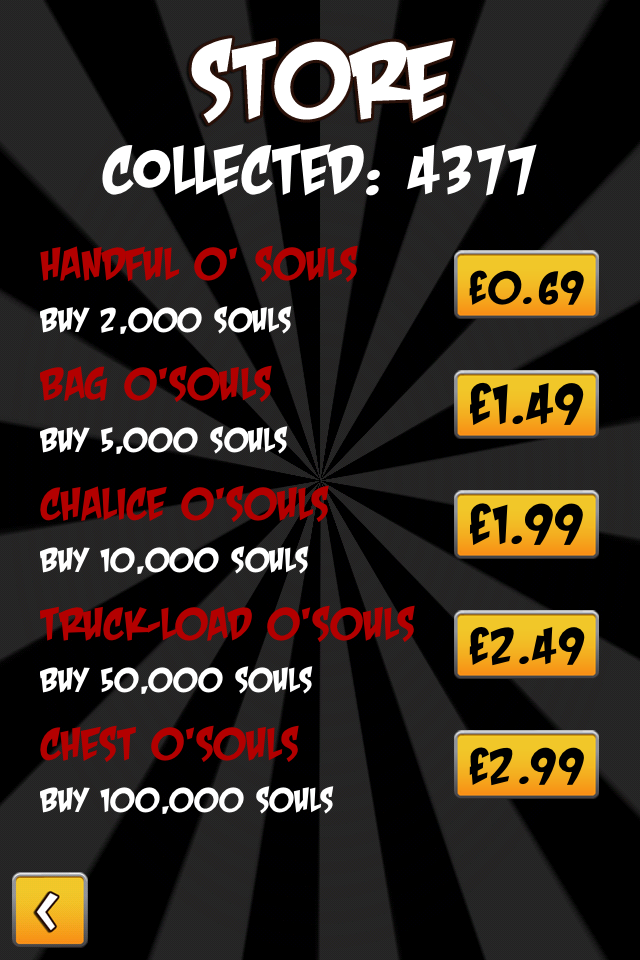 STORE
COLLECTED: 4377
HANDFUL O' SOULS
£0.69
BUY 2,000 SOULS
BAG O'SOULS
£1.49
BUY 5,000 SOULS
CHALICE O'SOULS
£1.99
BUY 10,000 SOULS
TRUCK-LOAD O'SOULS
£2.49
BUY 50,000 SOULS
CHEST O'SOULS
£2.99
BUY 100,000 SOULS